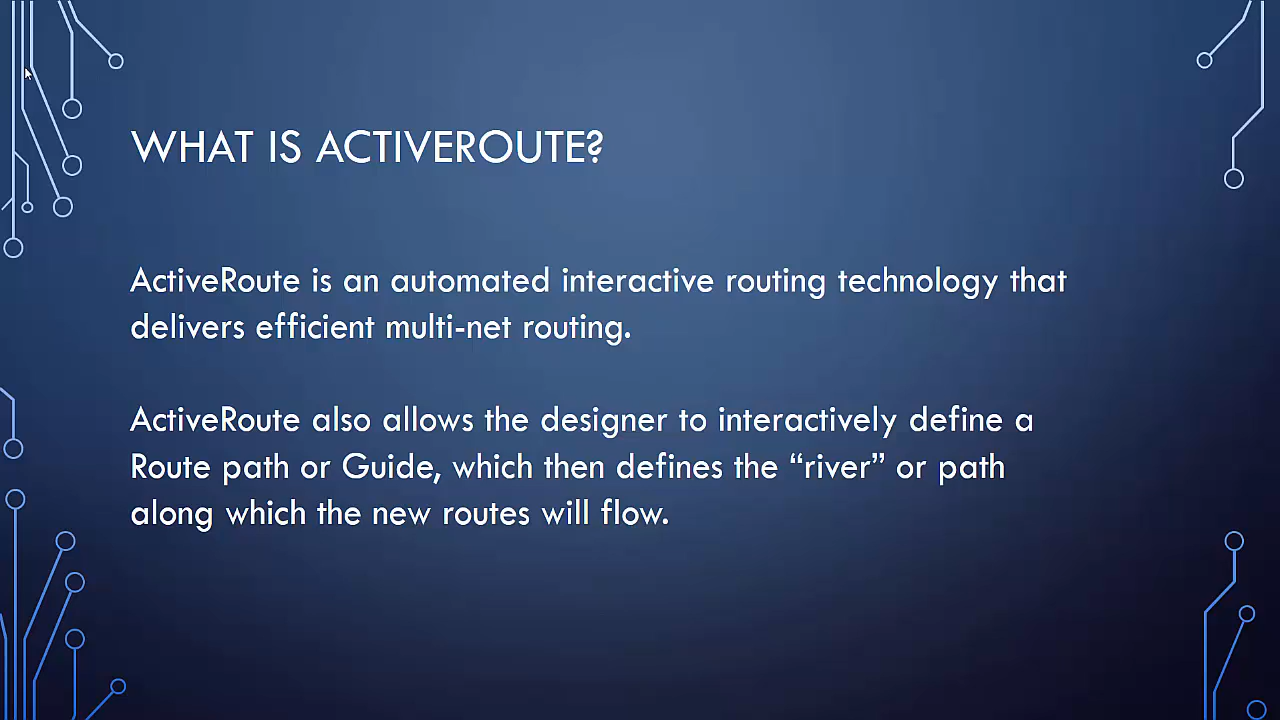 WHAT IS ACTIVEROUTE?
ActiveRoute is an automated interactive routing technology that
delivers efficient multi-net routing.
ActiveRoute also allows the designer to interactively define a
Route path or Guide, which then defines the “river” or path
along which the new routes will flow.